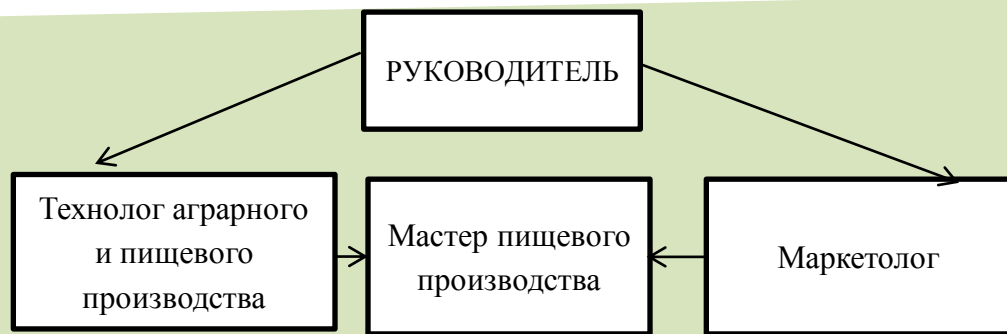 РУКОВОДИТЕЛЬ
Технолог аграрного
и пищевого
производства
Мастер пищевого
производства
Маркетолог